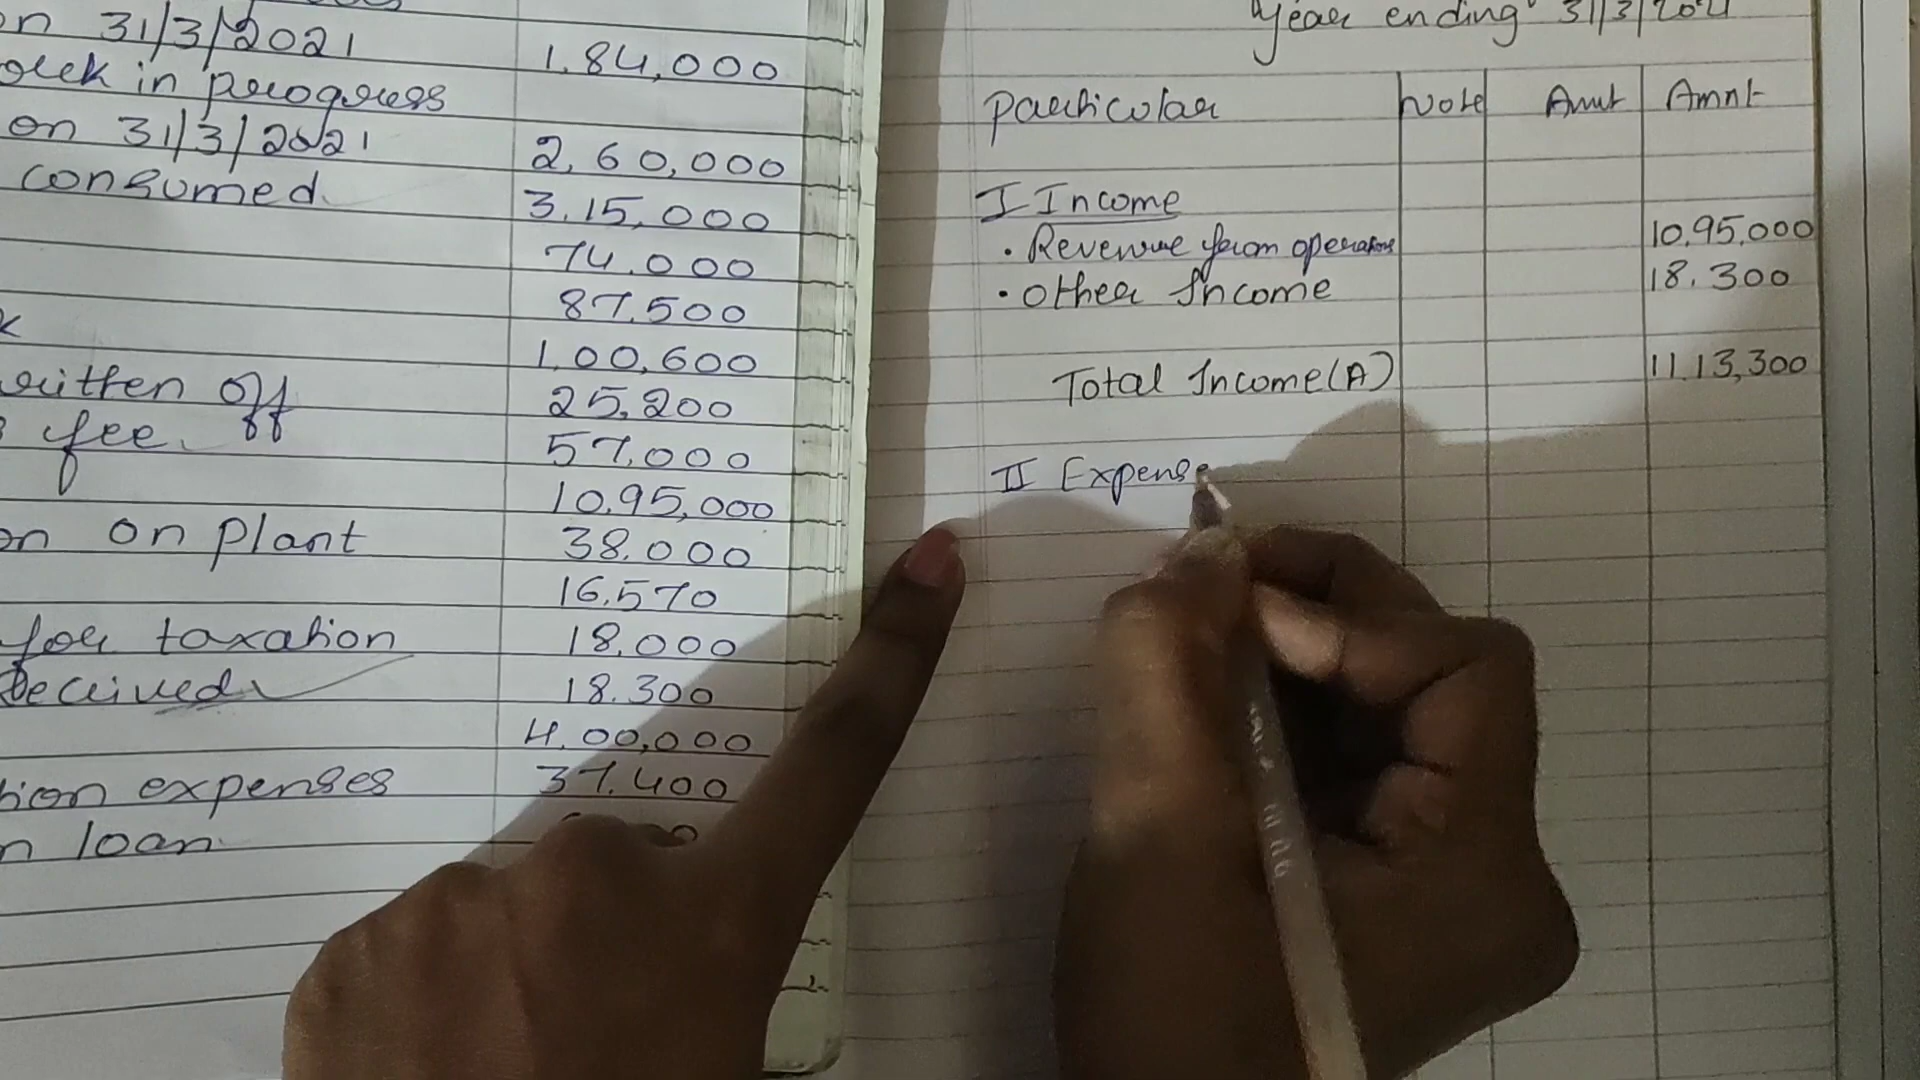 on 31/3/2021 1,84,000
in progress
on 31/3/2021 2,60,000
consumed 3,15,000
74,000
87,500
1,00,600
written off 25,200
fee. 57,000
10,95,000
on plant 38,000
16,570
for taxation 18,000
Received 18.300
4,00,000
expenses 37,400
loan
Year ending 31/3/2021
Particular Note Amt Amnt
I Income
• Revenue from operations 10,95,000
• Other Income 18.300
Total Income(A) 11,13,300
II Expense